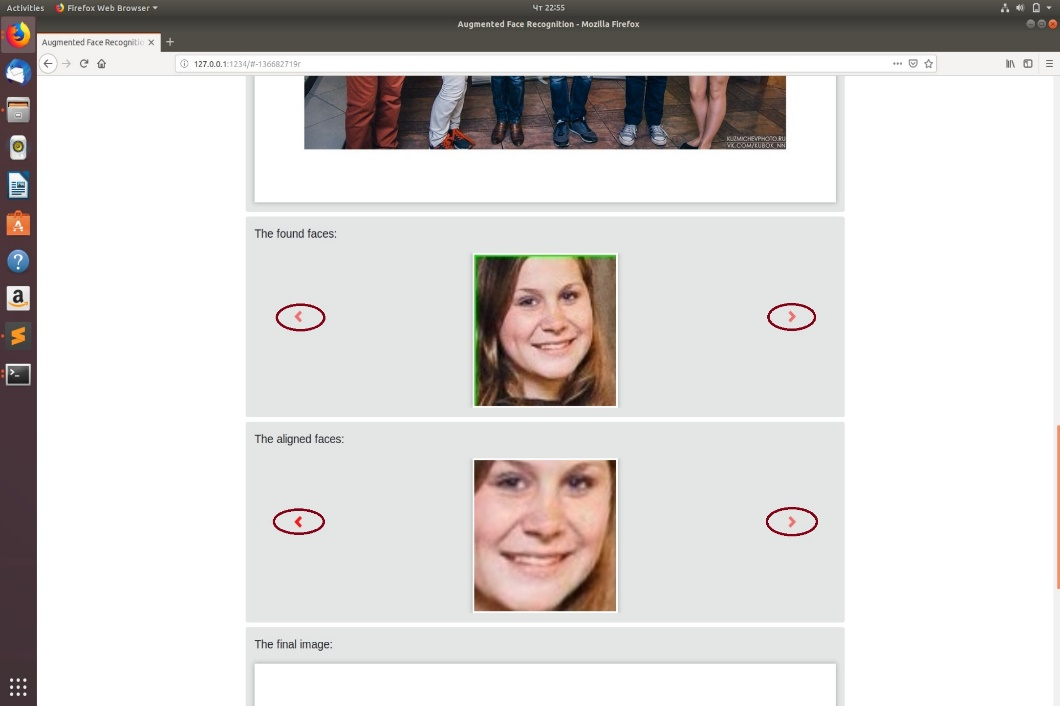 Activities Firefox Web Browser Чт 22:55
Augmented Face Recognition - Mozilla Firefox
Augmented Face Recognitio
127.0.0.1:1234/#-136682719r
KUZMICHEVPHOTO.RU
VK.COM/KUBOK_NN
The found faces:
The aligned faces:
The final image: